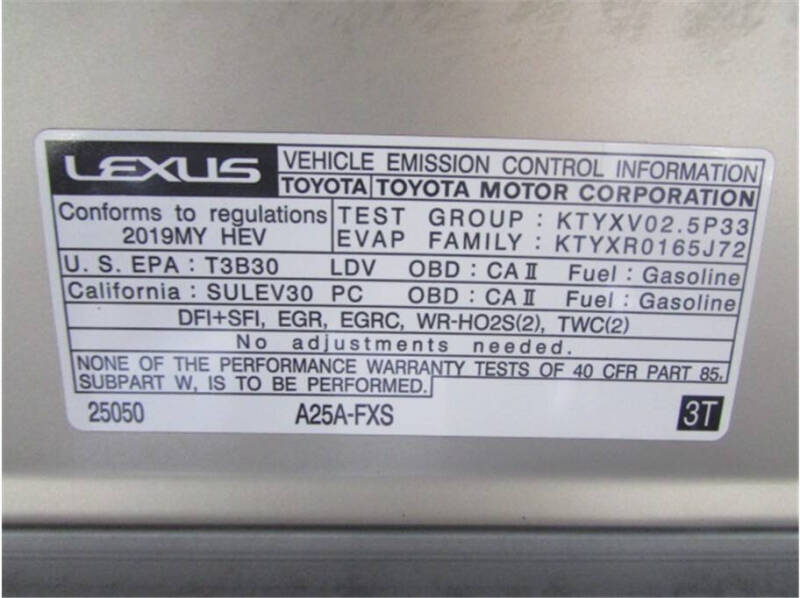 LEXUS VEHICLE EMISSION CONTROL INFORMATION
TOYOTA TOYOTA MOTOR CORPORATION
Conforms to regulations
2019MY HEV
TEST GROUP : KTYXV02.5P33
EVAP FAMILY : KTYXR0165J72
U. S. EPA : T3B30 LDV OBD : CA II Fuel : Gasoline
California : SULEV30 PC OBD : CA II Fuel : Gasoline
DFI+SFI, EGR, EGRC, WR-HO2S(2), TWC(2)
No adjustments needed.
NONE OF THE PERFORMANCE WARRANTY TESTS OF 40 CFR PART 85,
SUBPART W, IS TO BE PERFORMED.
25050 A25A-FXS 3T